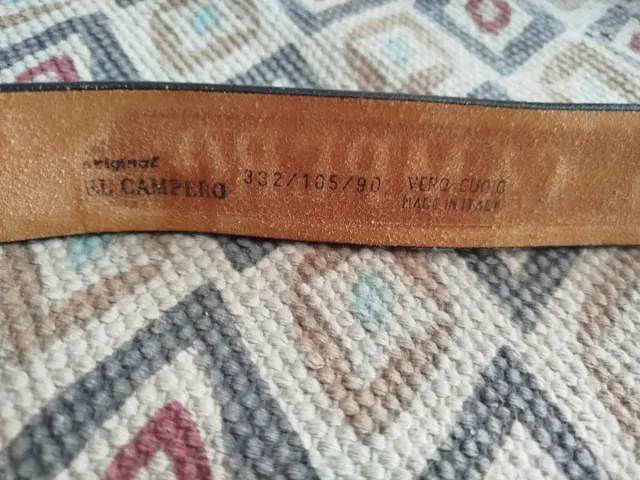 original
EL CAMPERO
332/105/90
VERO CUOIO
MADE IN ITALY